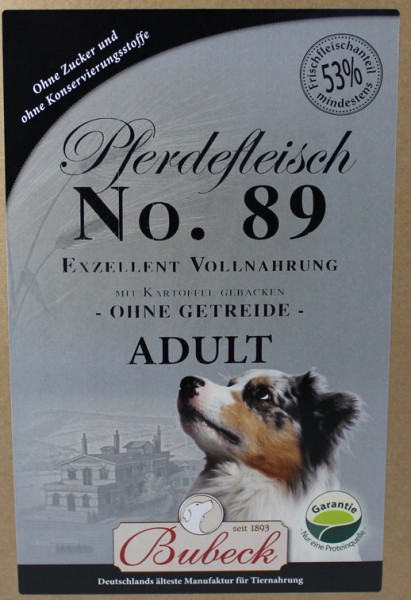 Ohne Zucker und
ohne Konservierungsstoffe
Frischfleischanteil
53%
mindestens
Pferdefleisch
No. 89
EXZELLENT VOLLNAHRUNG
MIT KARTOFFEL GEBACKEN
- OHNE GETREIDE -
ADULT
seit 1893
Bubeck
Garantie
- Nur eine Proteinquelle -
Deutschlands älteste Manufaktur für Tiernahrung